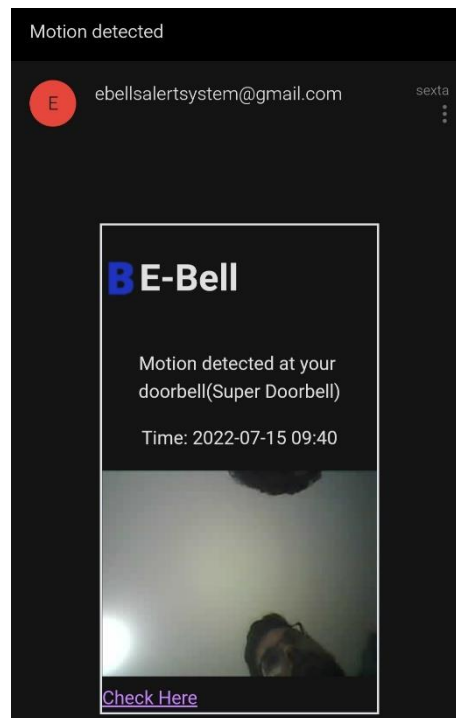 Motion detected
E
ebellsalertsystem@gmail.com
sexta
B E-Bell
Motion detected at your
doorbell(Super Doorbell)
Time: 2022-07-15 09:40
Check Here